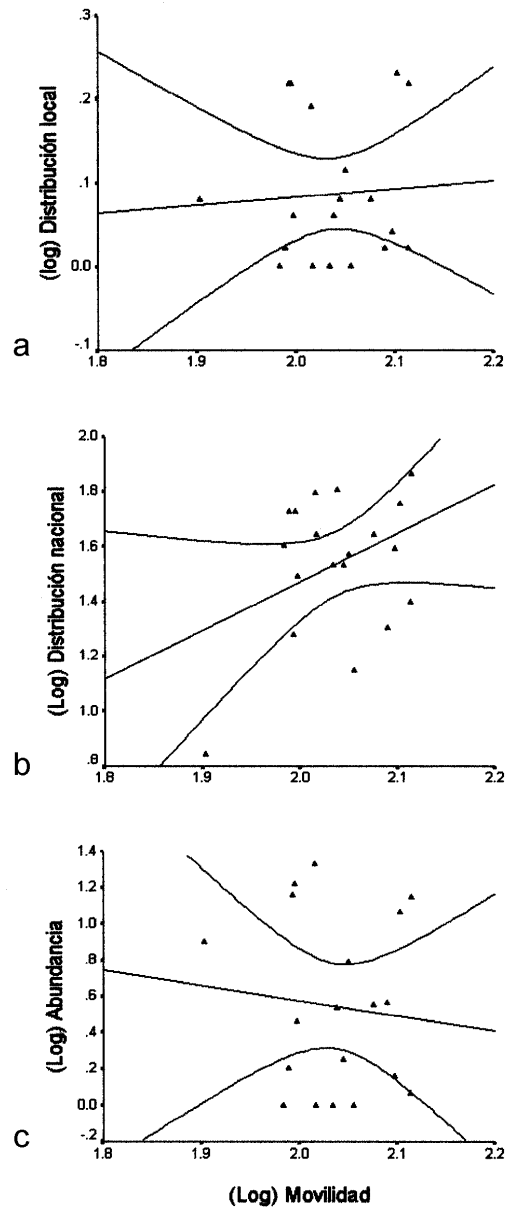 .3
.2
.1
0.0
-.1
(log) Distribución local
a
1.8 1.9 2.0 2.1 2.2
2.0
1.8
1.6
1.4
1.2
1.0
.8
(Log) Distribución nacional
b
1.8 1.9 2.0 2.1 2.2
1.4
1.2
1.0
.8
.6
.4
.2
0.0
-.2
(Log) Abundancia
c
1.8 1.9 2.0 2.1 2.2
(Log) Movilidad